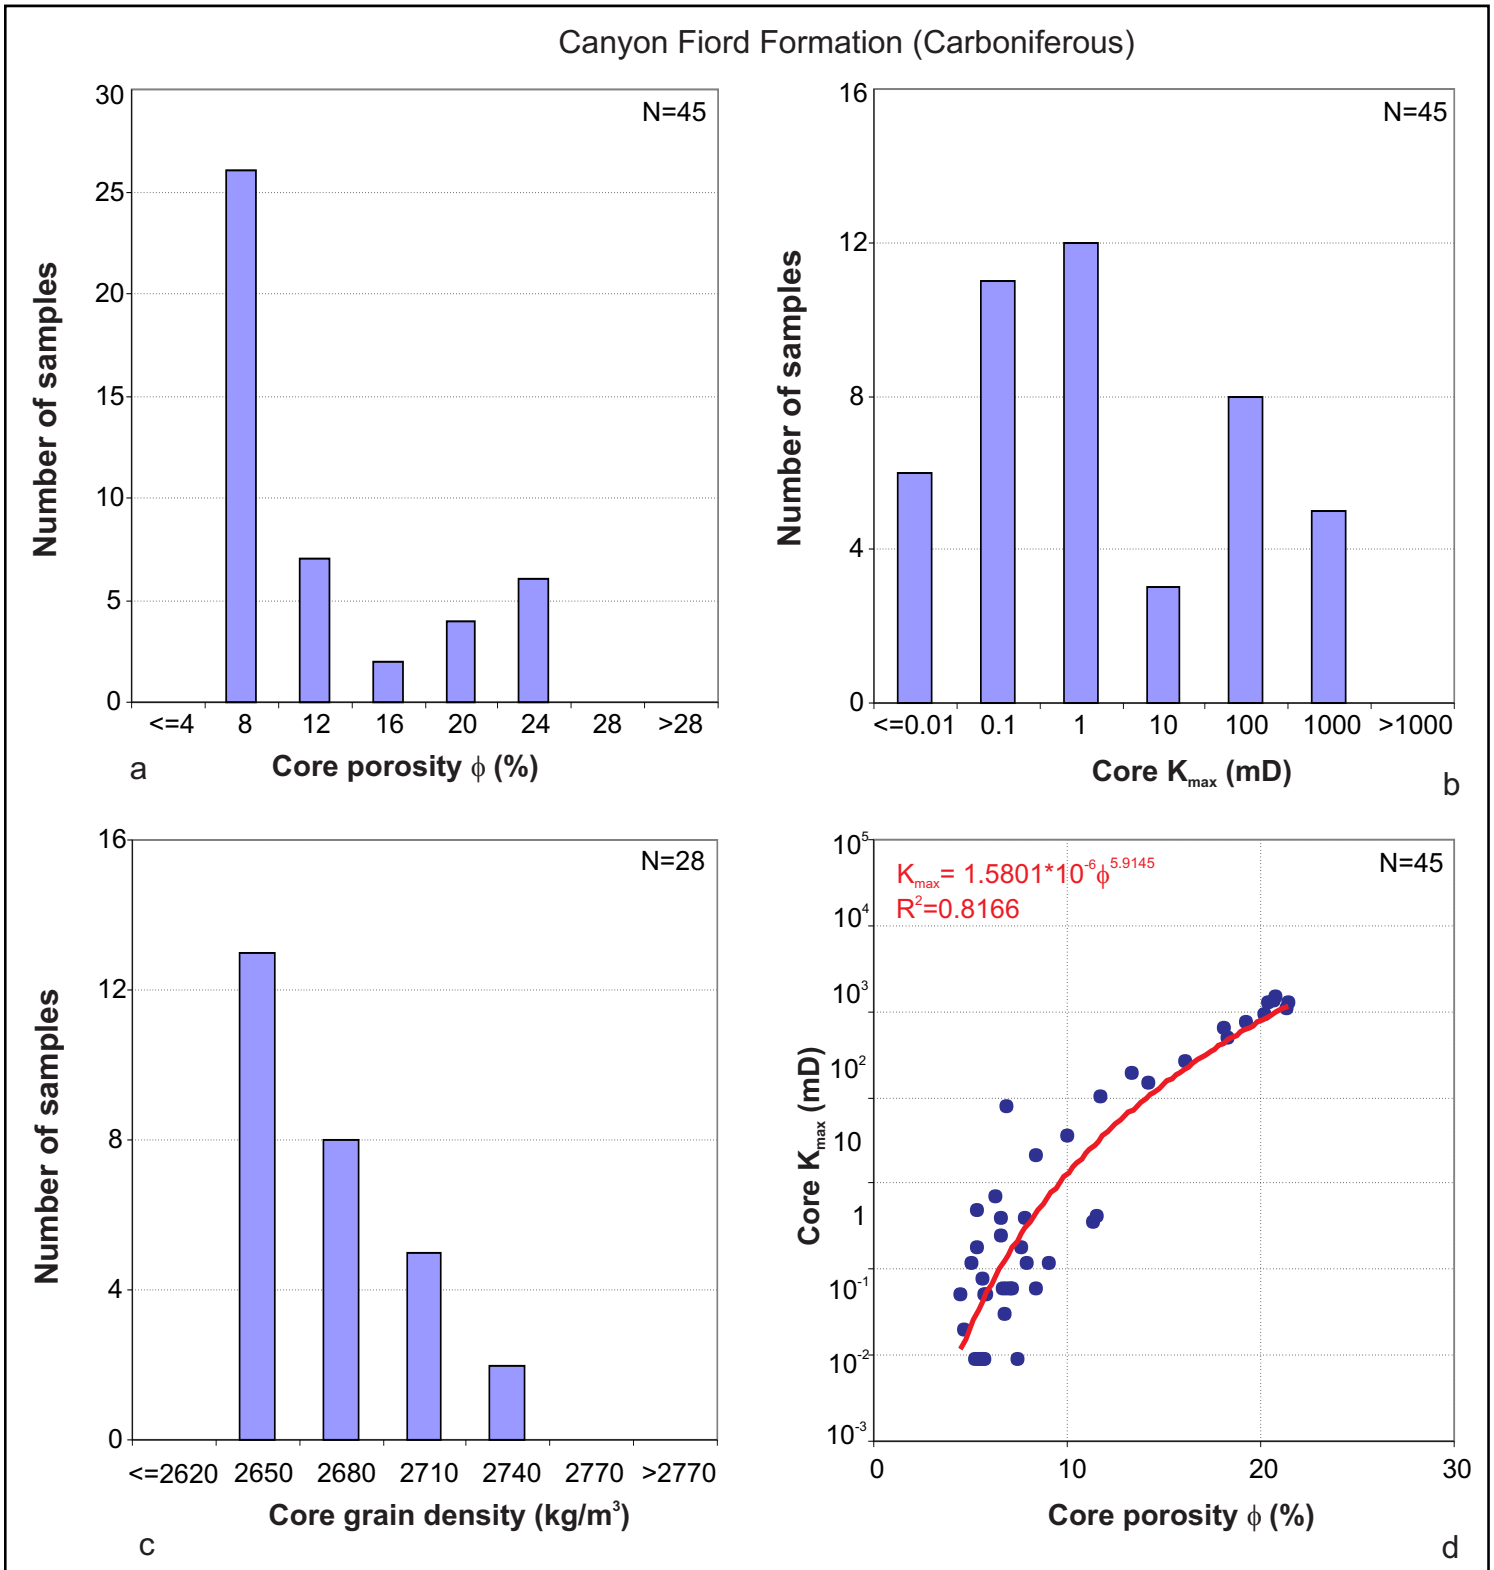 Canyon Fiord Formation (Carboniferous)
N=45
30
25
20
15
10
5
0
Number of samples
<=4 8 12 16 20 24 28 >28
Core porosity ϕ (%)
a
N=45
16
12
8
4
0
Number of samples
<=0.01 0.1 1 10 100 1000 >1000
Core Kmax (mD)
b
N=28
16
12
8
4
0
Number of samples
<=2620 2650 2680 2710 2740 2770 >2770
Core grain density (kg/m³)
c
Kmax= 1.5801*10⁻⁶ϕ⁵·⁹¹⁴⁵
R²=0.8166
N=45
10⁵
10⁴
10³
10²
10
1
10⁻¹
10⁻²
10⁻³
Core Kmax (mD)
0 10 20 30
Core porosity ϕ (%)
d